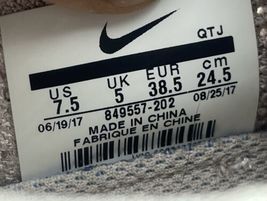 QTJ
US UK EUR cm
7.5 5 38.5 24.5
849557-202
06/19/17 08/25/17
MADE IN CHINA
FABRIQUE EN CHINE